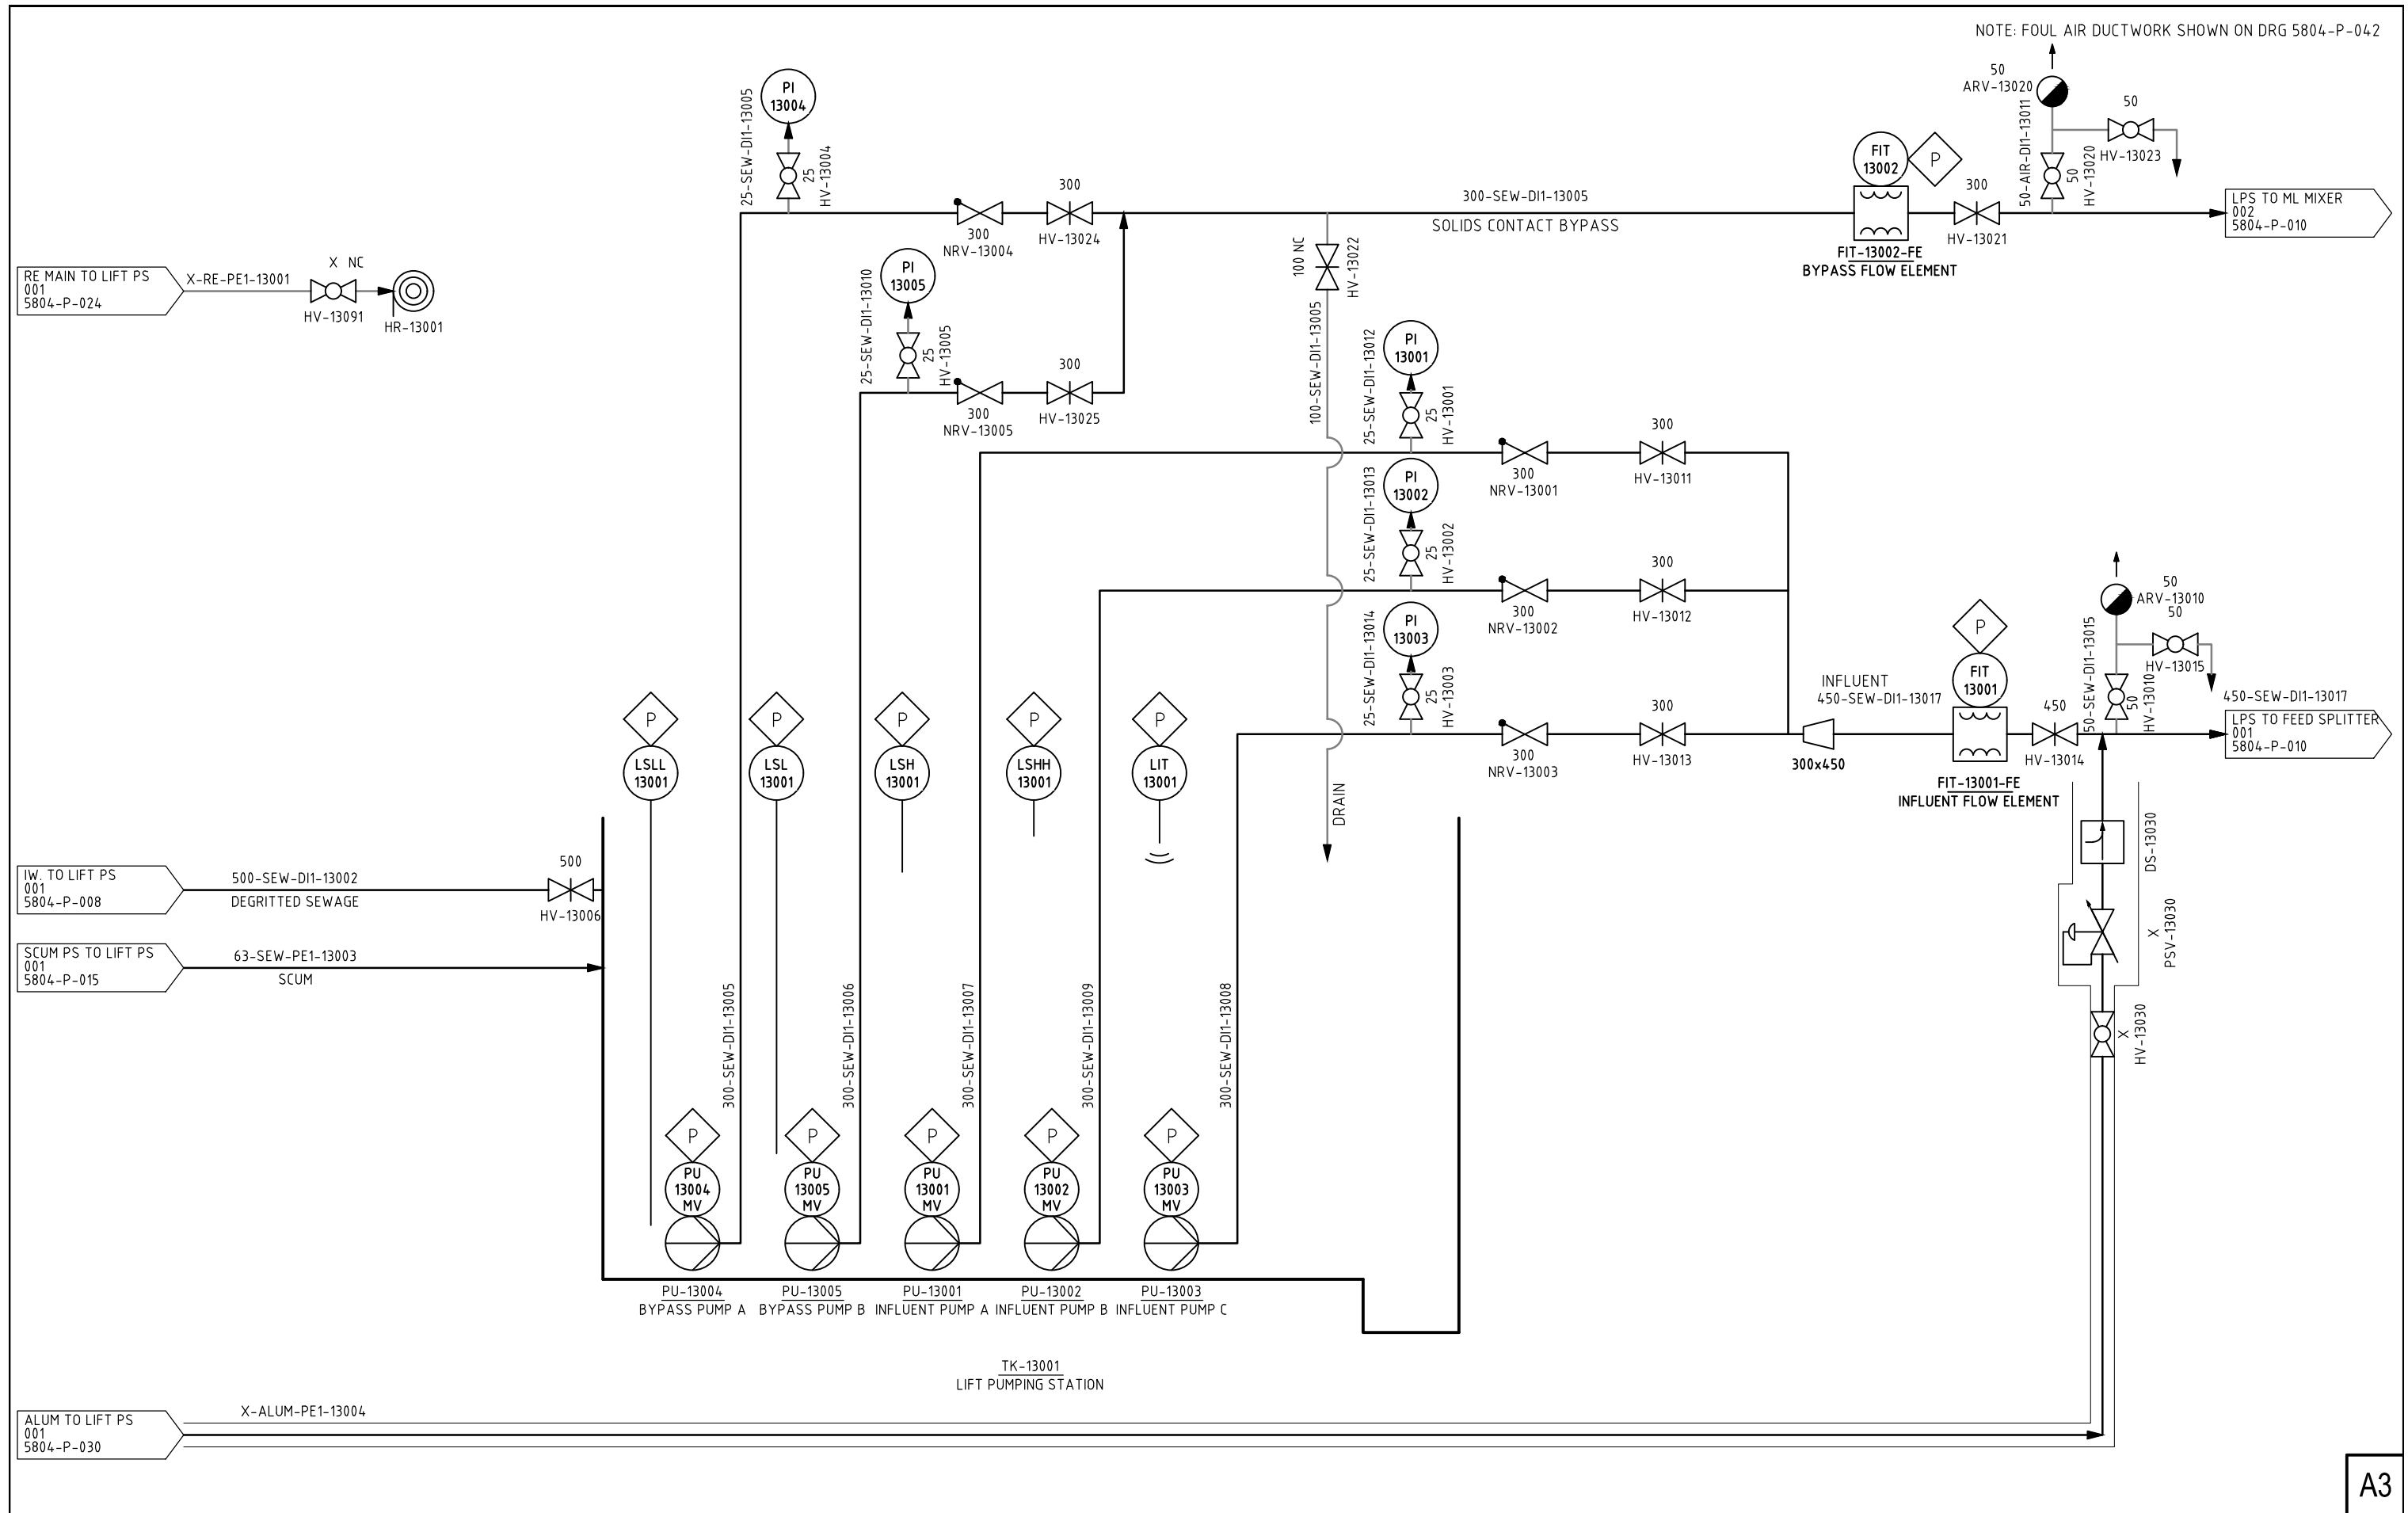 NOTE: FOUL AIR DUCTWORK SHOWN ON DRG 5804-P-042
50
ARV-13020
50
HV-13023
50-AIR-DI1-13011
50
HV-13020
PI
13004
25-SEW-DI1-13005
25
HV-13004
300
NRV-13004
300
HV-13024
300-SEW-DI1-13005
SOLIDS CONTACT BYPASS
FIT
13002
P
FIT-13002-FE
BYPASS FLOW ELEMENT
300
HV-13021
LPS TO ML MIXER
002
5804-P-010
RE MAIN TO LIFT PS
001
5804-P-024
X-RE-PE1-13001
X NC
HV-13091
HR-13001
PI
13005
25-SEW-DI1-13010
25
HV-13005
300
NRV-13005
300
HV-13025
100 NC
HV-13022
100-SEW-DI1-13005
DRAIN
PI
13001
25-SEW-DI1-13012
25
HV-13001
300
NRV-13001
300
HV-13011
PI
13002
25-SEW-DI1-13013
25
HV-13002
300
NRV-13002
300
HV-13012
PI
13003
25-SEW-DI1-13014
25
HV-13003
300
NRV-13003
300
HV-13013
300x450
INFLUENT
450-SEW-DI1-13017
P
FIT
13001
FIT-13001-FE
INFLUENT FLOW ELEMENT
450
HV-13014
50-SEW-DI1-13015
50
HV-13010
50
ARV-13010
50
HV-13015
450-SEW-DI1-13017
LPS TO FEED SPLITTER
001
5804-P-010
P
LSLL
13001
P
LSL
13001
P
LSH
13001
P
LSHH
13001
P
LIT
13001
IW. TO LIFT PS
001
5804-P-008
500-SEW-DI1-13002
DEGRITTED SEWAGE
500
HV-13006
SCUM PS TO LIFT PS
001
5804-P-015
63-SEW-PE1-13003
SCUM
300-SEW-DI1-13005
300-SEW-DI1-13006
300-SEW-DI1-13007
300-SEW-DI1-13009
300-SEW-DI1-13008
DS-13030
X
PSV-13030
X
HV-13030
P
PU
13004
MV
P
PU
13005
MV
P
PU
13001
MV
P
PU
13002
MV
P
PU
13003
MV
PU-13004
BYPASS PUMP A
PU-13005
BYPASS PUMP B
PU-13001
INFLUENT PUMP A
PU-13002
INFLUENT PUMP B
PU-13003
INFLUENT PUMP C
TK-13001
LIFT PUMPING STATION
ALUM TO LIFT PS
001
5804-P-030
X-ALUM-PE1-13004
A3